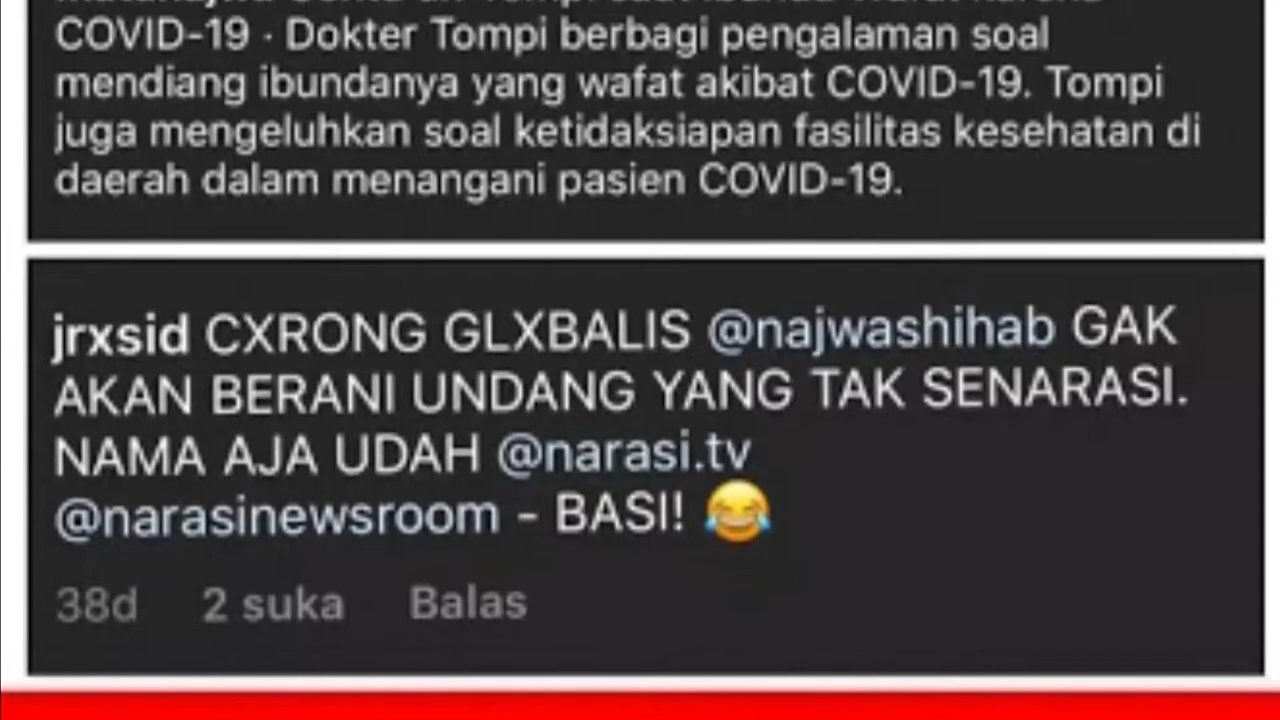 COVID-19 · Dokter Tompi berbagi pengalaman soal
mendiang ibundanya yang wafat akibat COVID-19. Tompi
juga mengeluhkan soal ketidaksiapan fasilitas kesehatan di
daerah dalam menangani pasien COVID-19.
jrxsid CXRONG GLXBALIS @najwashihab GAK
AKAN BERANI UNDANG YANG TAK SENARASI.
NAMA AJA UDAH @narasi.tv
@narasinewsroom - BASI! 😂
38d 2 suka Balas